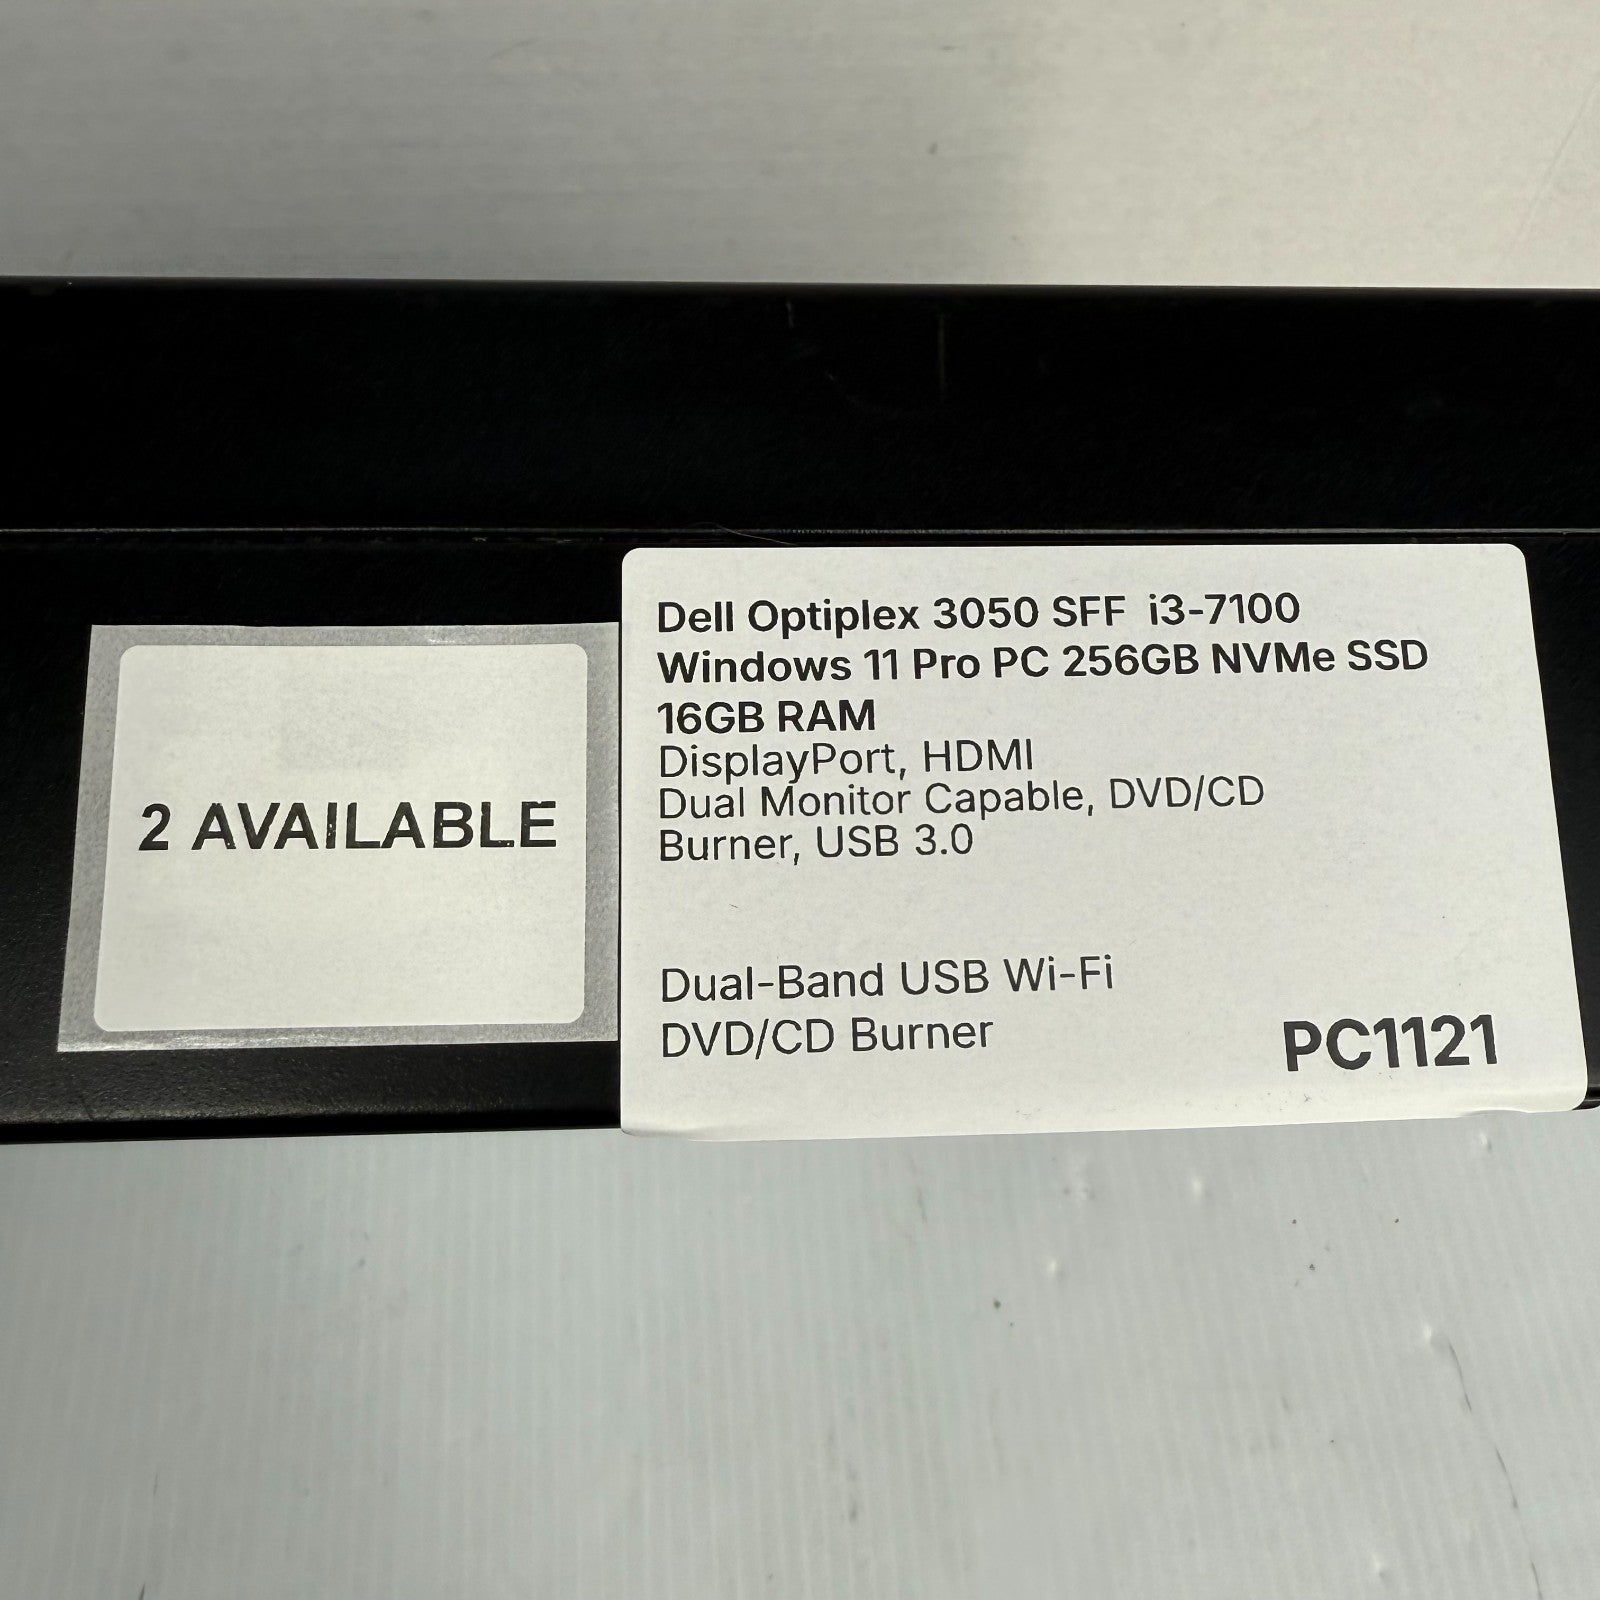 2 AVAILABLE
Dell Optiplex 3050 SFF i3-7100
Windows 11 Pro PC 256GB NVMe SSD
16GB RAM
DisplayPort, HDMI
Dual Monitor Capable, DVD/CD
Burner, USB 3.0
Dual-Band USB Wi-Fi
DVD/CD Burner
PC1121